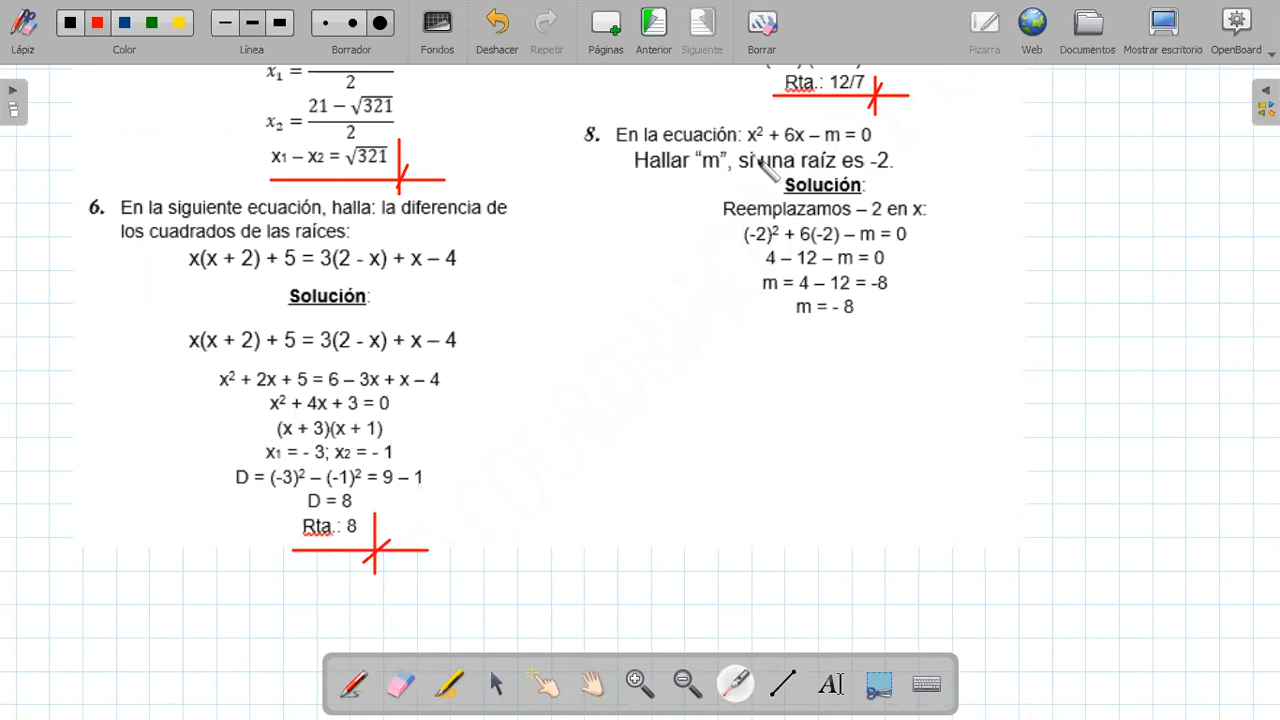 Lápiz
Color
Línea
Borrador
Fondos
Deshacer
Repetir
Páginas
Anterior
Siguiente
Borrar
Pizarra
Web
Documentos
Mostrar escritorio
OpenBoard
x₁ = 2
x₂ = 21 − √321 / 2
x₁ − x₂ = √321
6. En la siguiente ecuación, halla: la diferencia de
los cuadrados de las raíces:
x(x + 2) + 5 = 3(2 - x) + x – 4
Solución:
x(x + 2) + 5 = 3(2 - x) + x – 4
x² + 2x + 5 = 6 – 3x + x – 4
x² + 4x + 3 = 0
(x + 3)(x + 1)
x₁ = - 3; x₂ = - 1
D = (-3)² – (-1)² = 9 – 1
D = 8
Rta.: 8
Rta.: 12/7
8. En la ecuación: x² + 6x – m = 0
Hallar “m”, si una raíz es -2.
Solución:
Reemplazamos – 2 en x:
(-2)² + 6(-2) – m = 0
4 – 12 – m = 0
m = 4 – 12 = -8
m = - 8